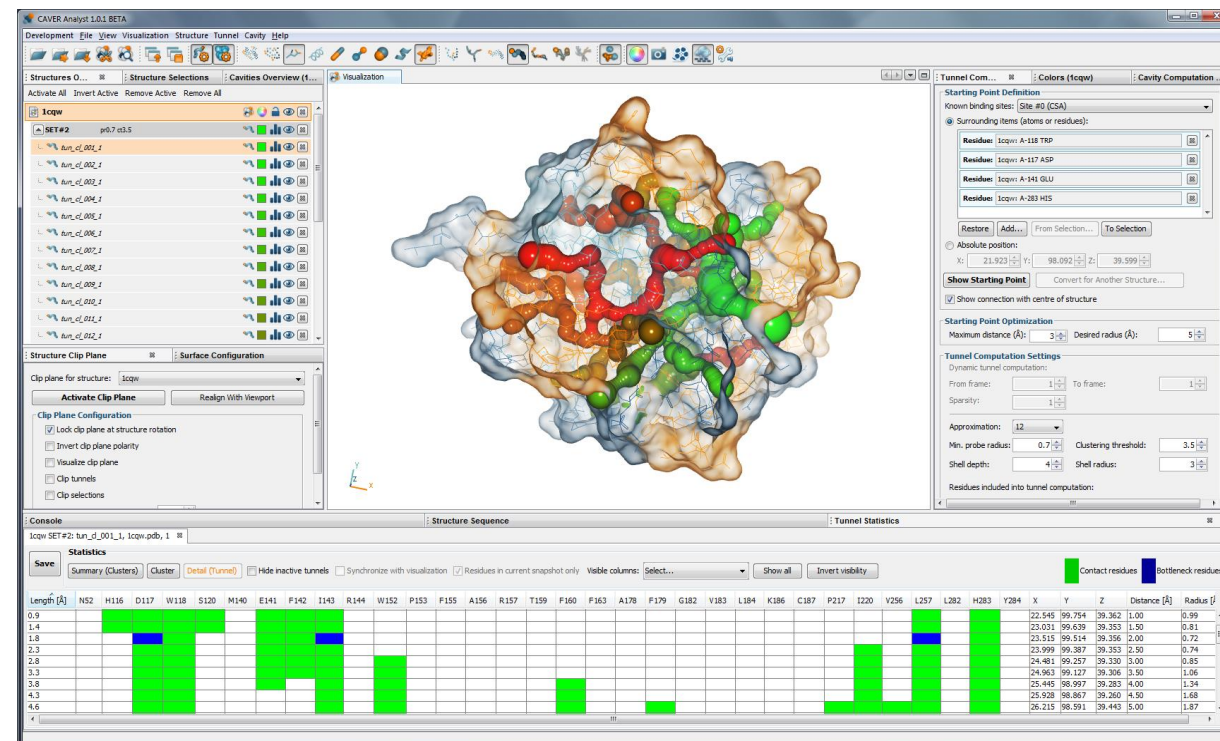 CAVER Analyst 1.0.1 BETA
Development File View Visualization Structure Tunnel Cavity Help
Structures O... Structure Selections Cavities Overview (1...
Activate All Invert Active Remove Active Remove All
1cqw
SET#2 pr0.7 ct3.5
tun_cl_001_1
tun_cl_002_1
tun_cl_003_1
tun_cl_004_1
tun_cl_005_1
tun_cl_006_1
tun_cl_007_1
tun_cl_008_1
tun_cl_009_1
tun_cl_010_1
tun_cl_011_1
tun_cl_012_1
Structure Clip Plane Surface Configuration
Clip plane for structure: 1cqw
Activate Clip Plane Realign With Viewport
Clip Plane Configuration
Lock clip plane at structure rotation
Invert clip plane polarity
Visualize clip plane
Clip tunnels
Clip selections
Visualization
Y
Z X
Tunnel Com... Colors (1cqw) Cavity Computation ...
Starting Point Definition
Known binding sites: Site #0 (CSA)
Surrounding items (atoms or residues):
Residue: 1cqw: A-118 TRP
Residue: 1cqw: A-117 ASP
Residue: 1cqw: A-141 GLU
Residue: 1cqw: A-283 HIS
Restore Add... From Selection... To Selection
Absolute position:
X: 21.923 Y: 98.092 Z: 39.599
Show Starting Point Convert for Another Structure...
Show connection with centre of structure
Starting Point Optimization
Maximum distance (Å): 3 Desired radius (Å): 5
Tunnel Computation Settings
Dynamic tunnel computation:
From frame: 1 To frame: 1
Sparsity: 1
Approximation: 12
Min. probe radius: 0.7 Clustering threshold: 3.5
Shell depth: 4 Shell radius: 3
Residues included into tunnel computation:
Console Structure Sequence Tunnel Statistics
1cqw SET#2: tun_cl_001_1, 1cqw.pdb, 1
Statistics
Save Summary (Clusters) Cluster Detail (Tunnel) Hide inactive tunnels Synchronize with visualization Residues in current snapshot only Visible columns: Select... Show all Invert visibility Contact residues Bottleneck residues
Length [Å] N52 H116 D117 W118 S120 M140 E141 F142 I143 R144 W152 P153 F155 A156 R157 T159 F160 F163 A178 F179 G182 V183 L184 K186 C187 P217 I220 V256 L257 L282 H283 Y284 X Y Z Distance [Å] Radius [Å
0.9 22.545 99.754 39.362 1.00 0.99
1.4 23.031 99.639 39.353 1.50 0.81
1.8 23.515 99.514 39.356 2.00 0.72
2.3 23.999 99.387 39.353 2.50 0.74
2.8 24.481 99.257 39.330 3.00 0.85
3.3 24.963 99.127 39.306 3.50 1.06
3.8 25.445 98.997 39.283 4.00 1.34
4.3 25.928 98.867 39.260 4.50 1.68
4.6 26.215 98.591 39.443 5.00 1.87